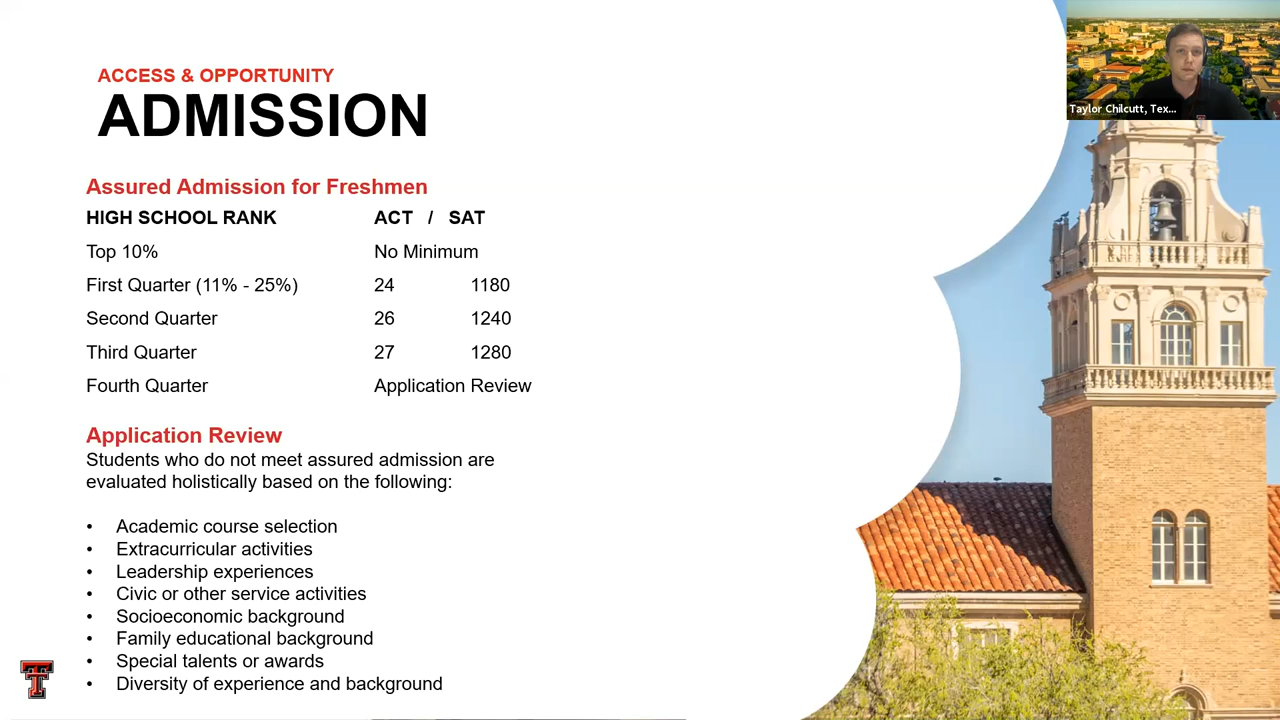 ACCESS & OPPORTUNITY
ADMISSION
Taylor Chilcutt, Tex...
Assured Admission for Freshmen
HIGH SCHOOL RANK ACT / SAT
Top 10% No Minimum
First Quarter (11% - 25%) 24 1180
Second Quarter 26 1240
Third Quarter 27 1280
Fourth Quarter Application Review
Application Review
Students who do not meet assured admission are
evaluated holistically based on the following:
• Academic course selection
• Extracurricular activities
• Leadership experiences
• Civic or other service activities
• Socioeconomic background
• Family educational background
• Special talents or awards
• Diversity of experience and background